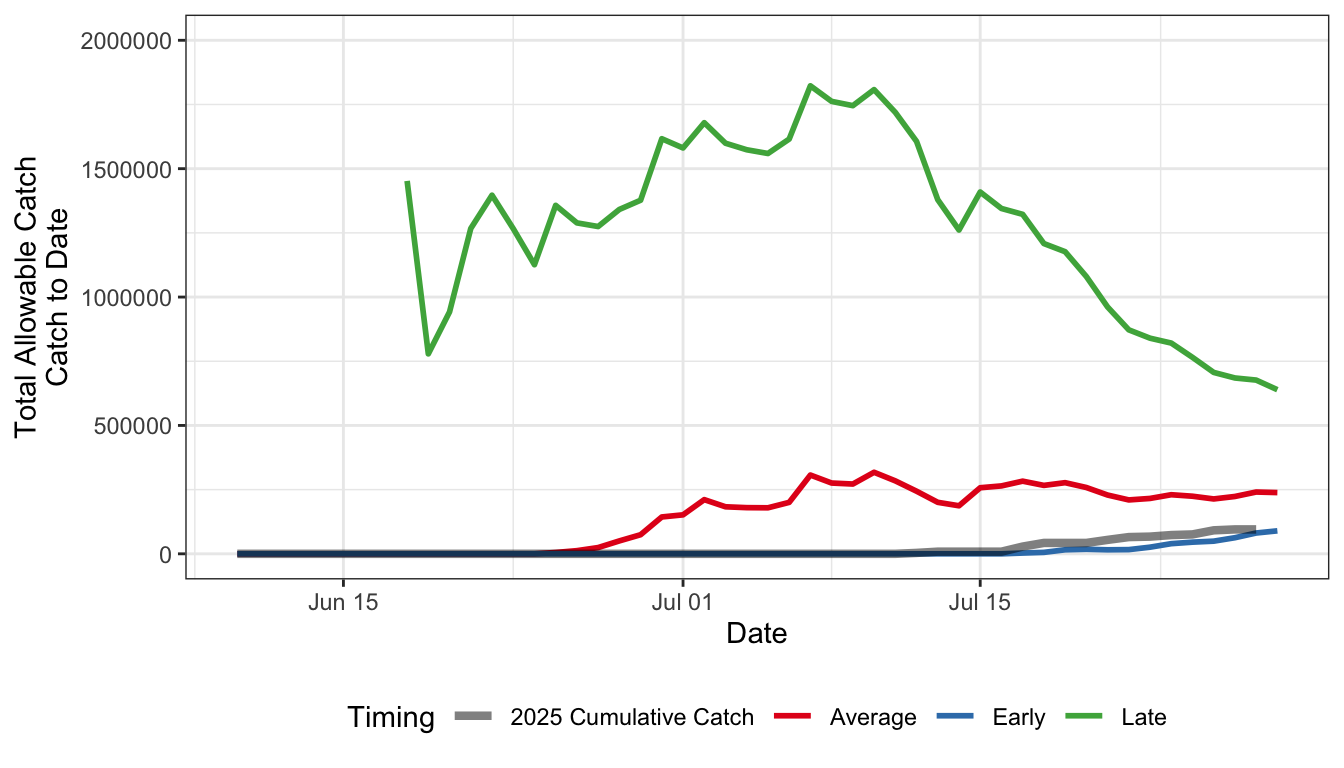 2000000
1500000
1000000
500000
0
Total Allowable Catch
Catch to Date
Jun 15
Jul 01
Jul 15
Date
Timing
2025 Cumulative Catch
Average
Early
Late